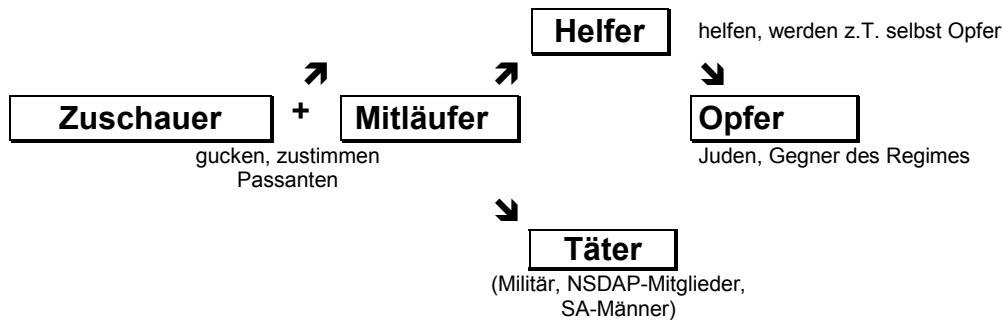 Helfer
helfen, werden z.T. selbst Opfer
Zuschauer + Mitläufer
Opfer
gucken, zustimmen
Passanten
Juden, Gegner des Regimes
Täter
(Militär, NSDAP-Mitglieder,
SA-Männer)